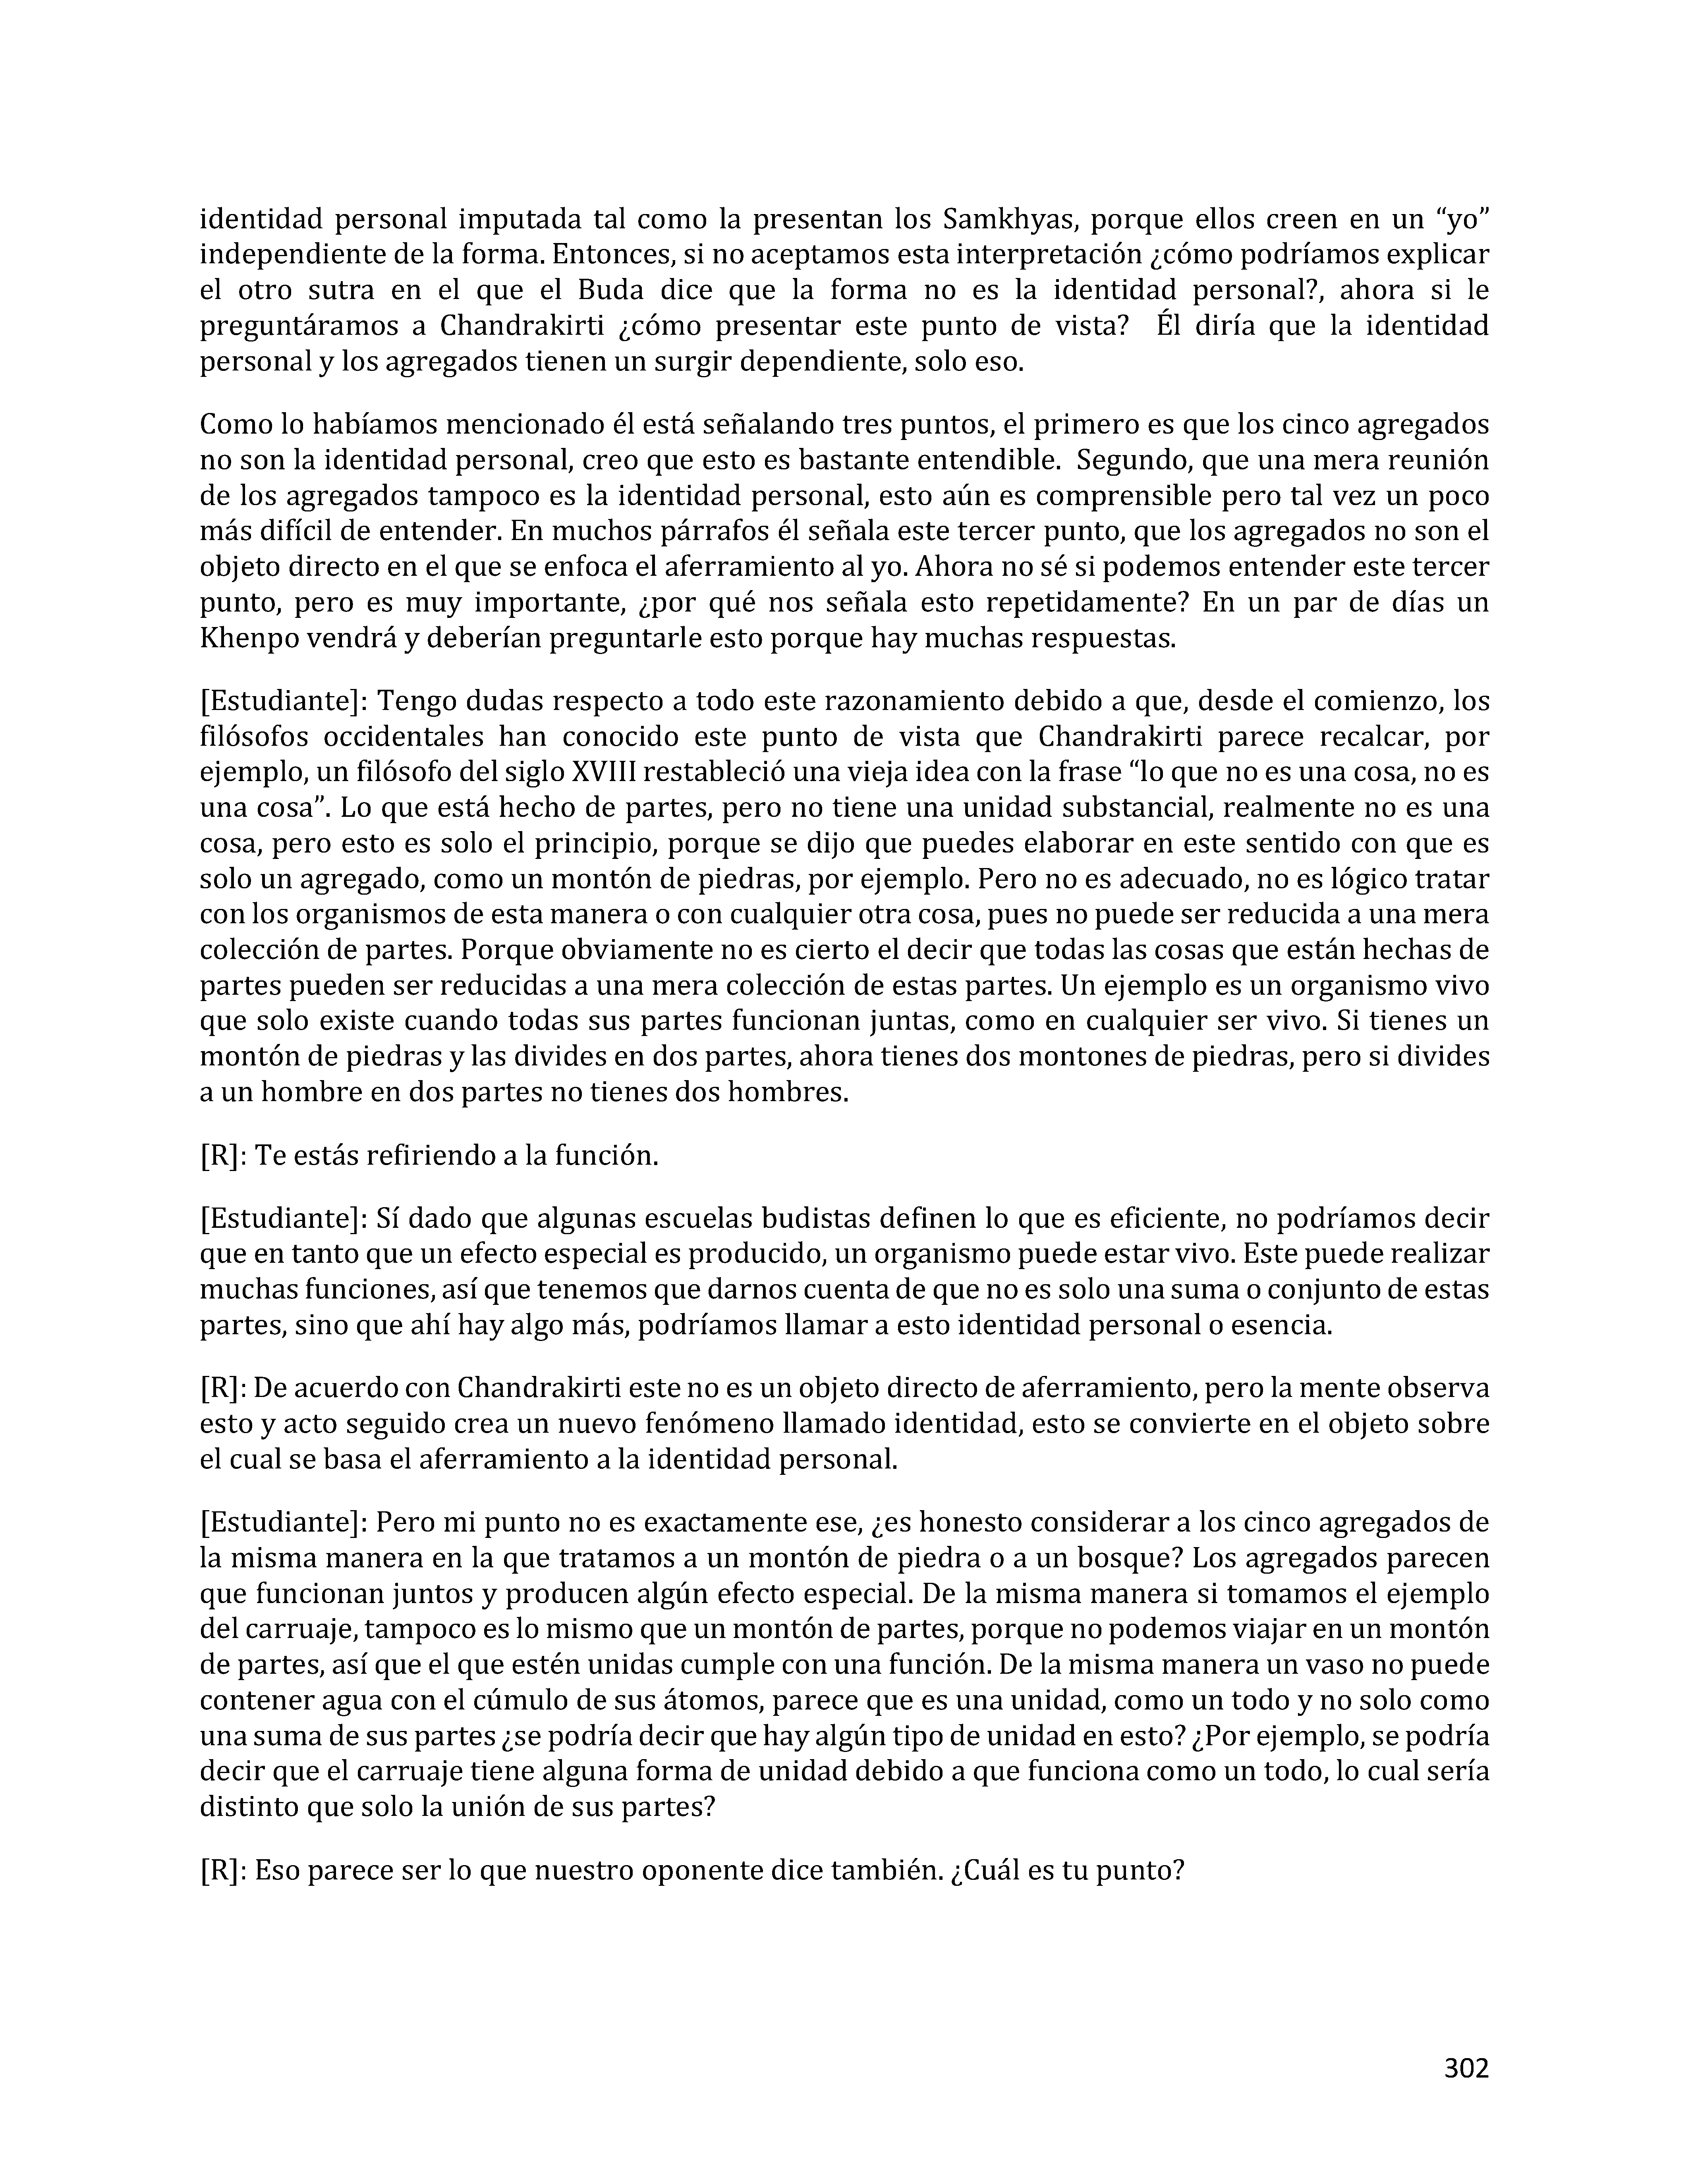 identidad personal imputada tal como la presentan los Samkhyas, porque ellos creen en un “yo”
independiente de la forma. Entonces, si no aceptamos esta interpretación ¿cómo podríamos explicar
el otro sutra en el que el Buda dice que la forma no es la identidad personal?, ahora si le
preguntáramos a Chandrakirti ¿cómo presentar este punto de vista?  Él diría que la identidad
personal y los agregados tienen un surgir dependiente, solo eso.
Como lo habíamos mencionado él está señalando tres puntos, el primero es que los cinco agregados
no son la identidad personal, creo que esto es bastante entendible.  Segundo, que una mera reunión
de los agregados tampoco es la identidad personal, esto aún es comprensible pero tal vez un poco
más difícil de entender. En muchos párrafos él señala este tercer punto, que los agregados no son el
objeto directo en el que se enfoca el aferramiento al yo. Ahora no sé si podemos entender este tercer
punto, pero es muy importante, ¿por qué nos señala esto repetidamente? En un par de días un
Khenpo vendrá y deberían preguntarle esto porque hay muchas respuestas.
[Estudiante]: Tengo dudas respecto a todo este razonamiento debido a que, desde el comienzo, los
filósofos occidentales han conocido este punto de vista que Chandrakirti parece recalcar, por
ejemplo, un filósofo del siglo XVIII restableció una vieja idea con la frase “lo que no es una cosa, no es
una cosa”. Lo que está hecho de partes, pero no tiene una unidad substancial, realmente no es una
cosa, pero esto es solo el principio, porque se dijo que puedes elaborar en este sentido con que es
solo un agregado, como un montón de piedras, por ejemplo. Pero no es adecuado, no es lógico tratar
con los organismos de esta manera o con cualquier otra cosa, pues no puede ser reducida a una mera
colección de partes. Porque obviamente no es cierto el decir que todas las cosas que están hechas de
partes pueden ser reducidas a una mera colección de estas partes. Un ejemplo es un organismo vivo
que solo existe cuando todas sus partes funcionan juntas, como en cualquier ser vivo. Si tienes un
montón de piedras y las divides en dos partes, ahora tienes dos montones de piedras, pero si divides
a un hombre en dos partes no tienes dos hombres.
[R]: Te estás refiriendo a la función.
[Estudiante]: Sí dado que algunas escuelas budistas definen lo que es eficiente, no podríamos decir
que en tanto que un efecto especial es producido, un organismo puede estar vivo. Este puede realizar
muchas funciones, así que tenemos que darnos cuenta de que no es solo una suma o conjunto de estas
partes, sino que ahí hay algo más, podríamos llamar a esto identidad personal o esencia.
[R]: De acuerdo con Chandrakirti este no es un objeto directo de aferramiento, pero la mente observa
esto y acto seguido crea un nuevo fenómeno llamado identidad, esto se convierte en el objeto sobre
el cual se basa el aferramiento a la identidad personal.
[Estudiante]: Pero mi punto no es exactamente ese, ¿es honesto considerar a los cinco agregados de
la misma manera en la que tratamos a un montón de piedra o a un bosque? Los agregados parecen
que funcionan juntos y producen algún efecto especial. De la misma manera si tomamos el ejemplo
del carruaje, tampoco es lo mismo que un montón de partes, porque no podemos viajar en un montón
de partes, así que el que estén unidas cumple con una función. De la misma manera un vaso no puede
contener agua con el cúmulo de sus átomos, parece que es una unidad, como un todo y no solo como
una suma de sus partes ¿se podría decir que hay algún tipo de unidad en esto? ¿Por ejemplo, se podría
decir que el carruaje tiene alguna forma de unidad debido a que funciona como un todo, lo cual sería
distinto que solo la unión de sus partes?
[R]: Eso parece ser lo que nuestro oponente dice también. ¿Cuál es tu punto?
302